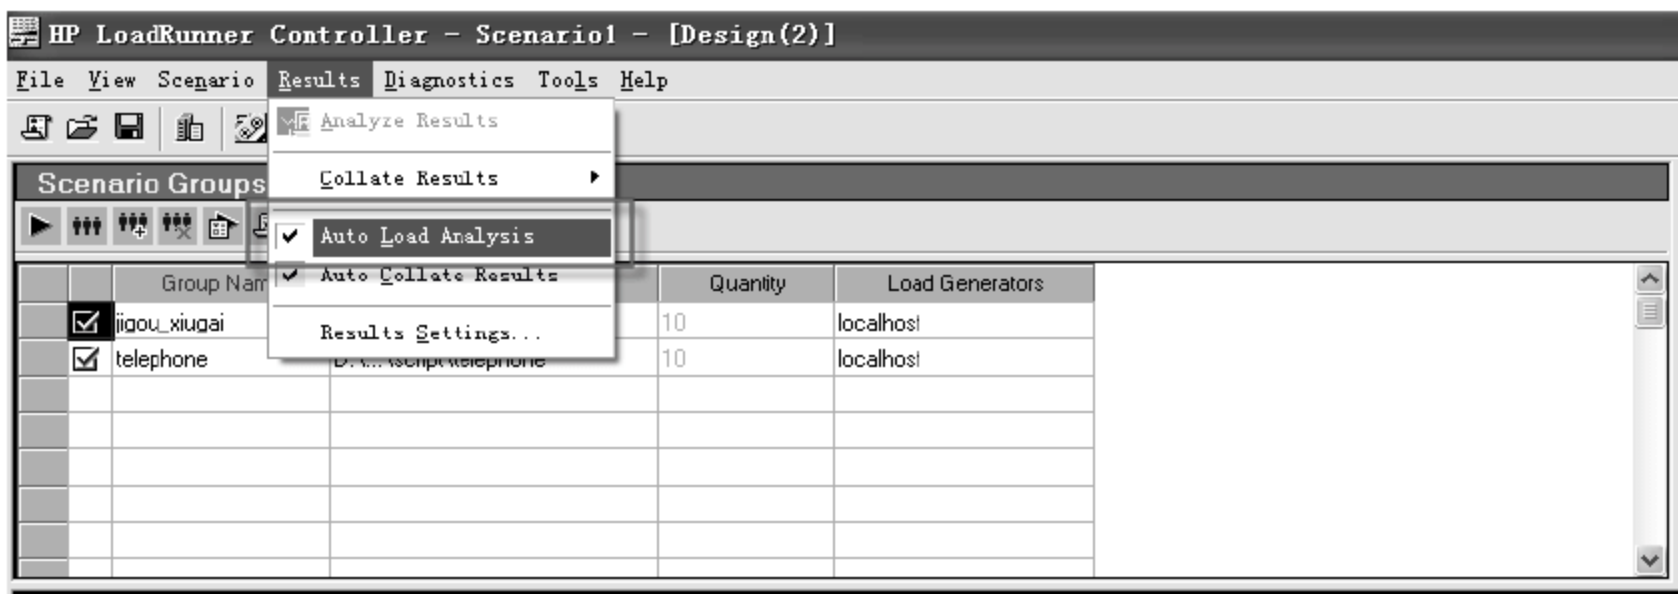 HP LoadRunner Controller - Scenario1 - [Design(2)]
File View Scenario Results Diagnostics Tools Help
Analyze Results
Collate Results
Scenario Groups
Auto Load Analysis
Auto Collate Results
Results Settings...
Group Nam Quantity Load Generators
jigou_xiugai 10 localhost
telephone D:\...\script\telephone 10 localhost